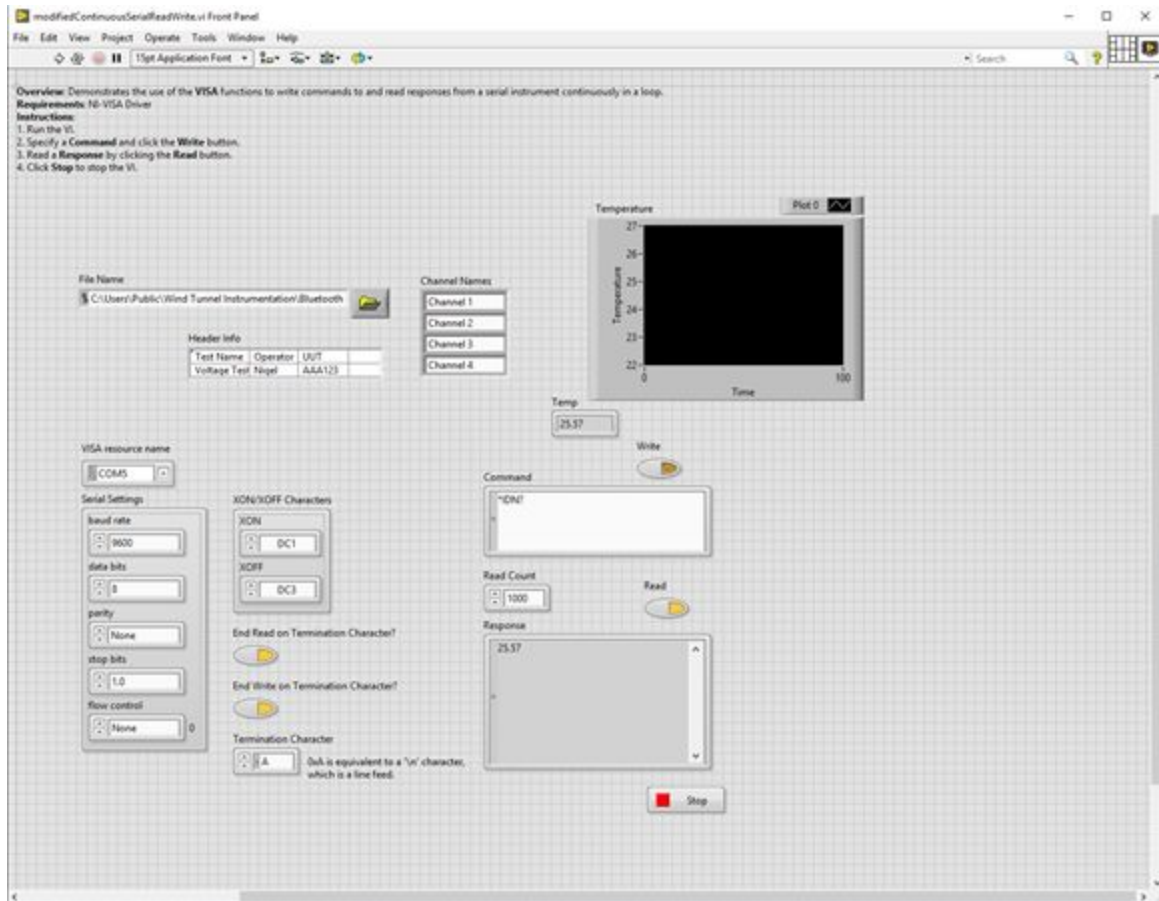 modifiedContinuousSerialReadWrite.vi Front Panel
File Edit View Project Operate Tools Window Help
15pt Application Font
Search
Overview: Demonstrates the use of the VISA functions to write commands to and read responses from a serial instrument continuously in a loop.
Requirements: NI-VISA Driver
Instructions:
1. Run the VI.
2. Specify a Command and click the Write button.
3. Read a Response by clicking the Read button.
4. Click Stop to stop the VI.
Temperature
Plot 0
27
26
25
24
23
22
Temperature
0
100
Time
File Name
C:\Users\Public\Wind Tunnel Instrumentation\Bluetooth
Channel Names
Channel 1
Channel 2
Channel 3
Channel 4
Header Info
Test Name Operator UUT
Voltage Test Nigel AAA123
Temp
25.57
VISA resource name
COM5
Write
Command
*IDN?
Serial Settings
baud rate
9600
data bits
8
parity
None
stop bits
1.0
flow control
None
0
XON/XOFF Characters
XON
DC1
XOFF
DC3
End Read on Termination Character?
End Write on Termination Character?
Termination Character
A
0xA is equivalent to a '\n' character,
which is a line feed.
Read Count
1000
Read
Response
25.57
Stop